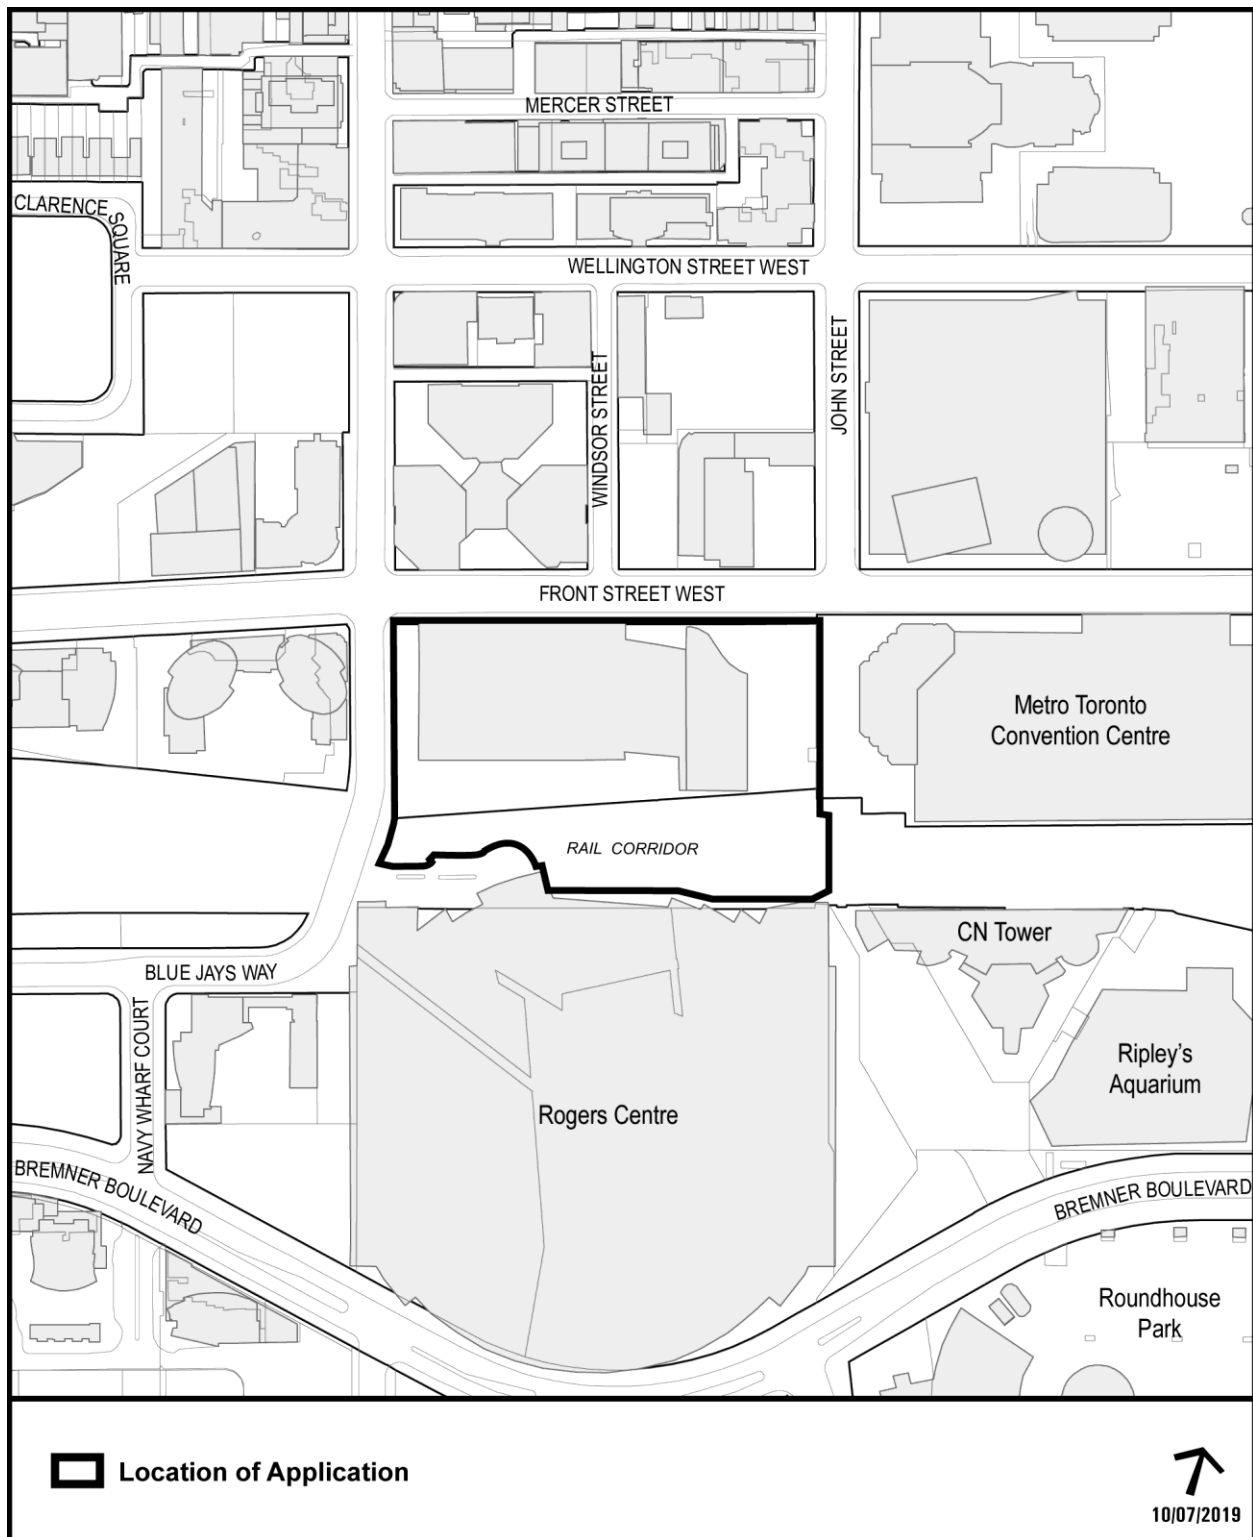 MERCER STREET
CLARENCE
SQUARE
WELLINGTON STREET WEST
WINDSOR STREET
JOHN STREET
FRONT STREET WEST
Metro Toronto
Convention Centre
RAIL CORRIDOR
CN Tower
BLUE JAYS WAY
NAVY WHARF COURT
Ripley's
Aquarium
Rogers Centre
BREMNER BOULEVARD
BREMNER BOULEVARD
Roundhouse
Park
Location of Application
10/07/2019